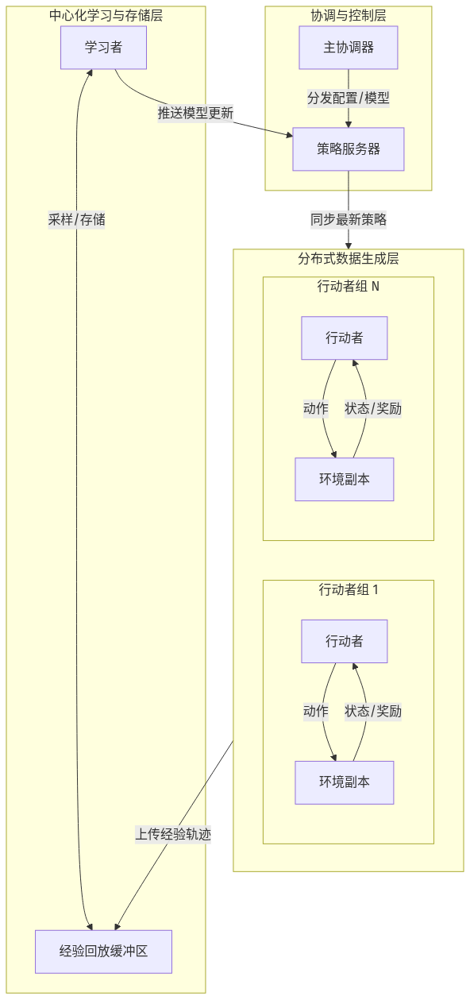 中心化学习与存储层
学习者
推送模型更新
采样/存储
上传经验轨迹
经验回放缓冲区
协调与控制层
主协调器
分发配置/模型
策略服务器
同步最新策略
分布式数据生成层
行动者组 N
行动者
动作
状态/奖励
环境副本
行动者组 1
行动者
动作
状态/奖励
环境副本